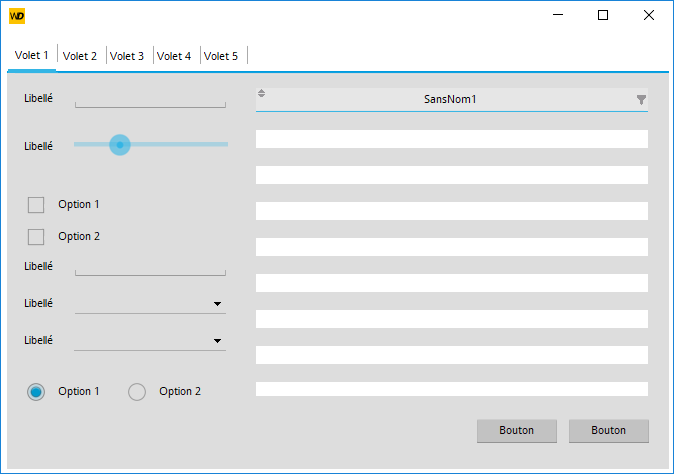 WD
Volet 1 Volet 2 Volet 3 Volet 4 Volet 5
Libellé
SansNom1
Libellé
Option 1
Option 2
Libellé
Libellé
Libellé
Option 1 Option 2
Bouton Bouton